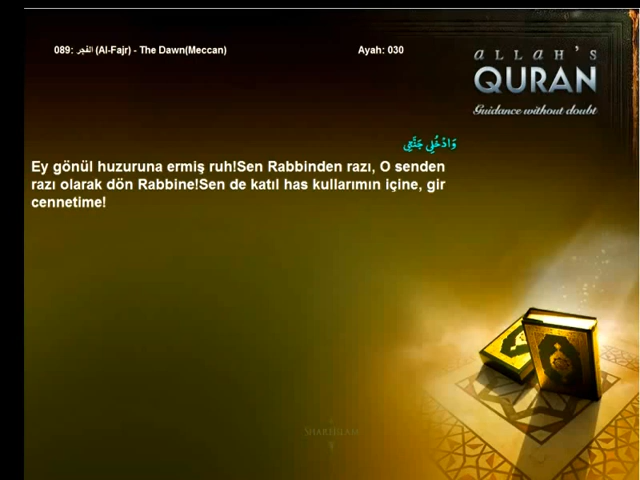 089: الفجر (Al-Fajr) - The Dawn(Meccan) Ayah: 030
ALLAH'S
QURAN
Guidance without doubt
وَادْخُلِي جَنَّتِي
Ey gönül huzuruna ermiş ruh!Sen Rabbinden razı, O senden
razı olarak dön Rabbine!Sen de katıl has kullarımın içine, gir
cennetime!
SHAREISLAM